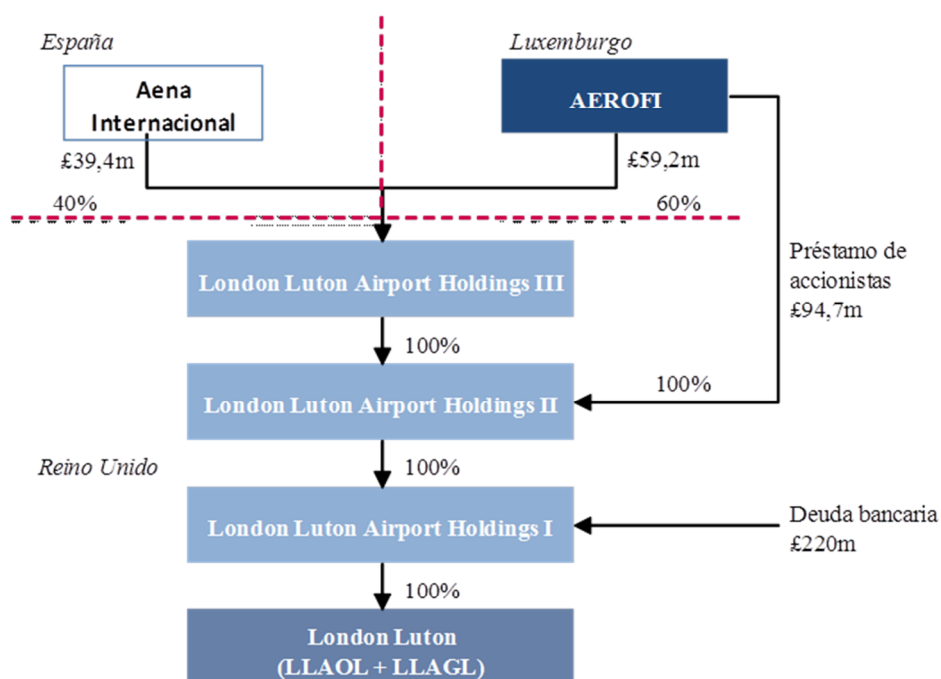 España
Luxemburgo
Aena
Internacional
AEROFI
£39,4m
£59,2m
40%
60%
London Luton Airport Holdings III
Préstamo de
accionistas
£94,7m
100%
100%
London Luton Airport Holdings II
Reino Unido
100%
London Luton Airport Holdings I
Deuda bancaria
£220m
100%
London Luton
(LLAOL + LLAGL)